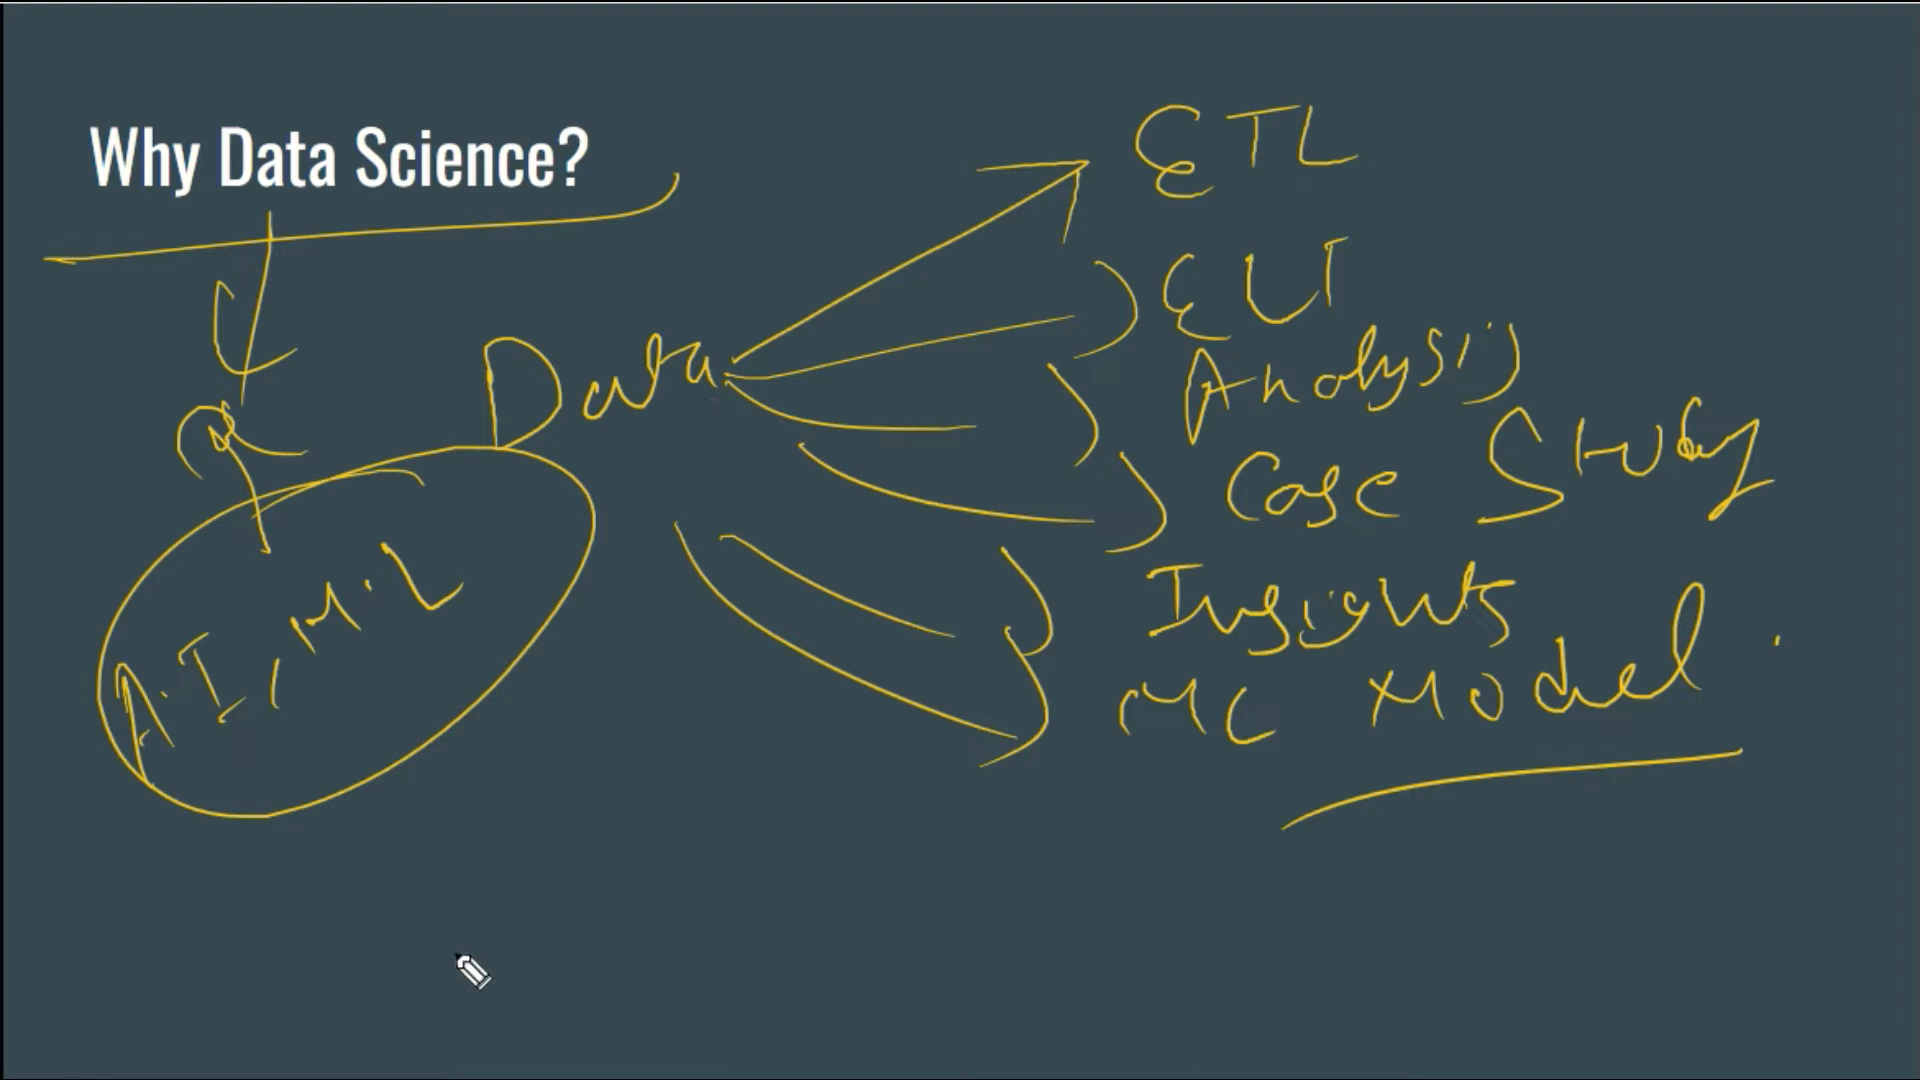 Why Data Science?
ETL
ELT
Data
Analysis
Case Study
A.I, M.L
Insights
ML Model.